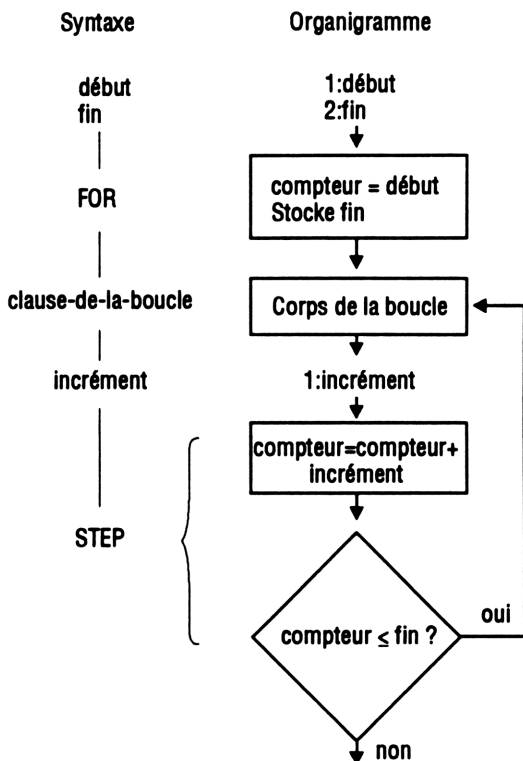 Syntaxe
Organigramme
début
fin
1:début
2:fin
FOR
compteur = début
Stocke fin
clause-de-la-boucle
Corps de la boucle
incrément
1:incrément
compteur=compteur+
incrément
STEP
compteur ≤ fin ?
oui
non